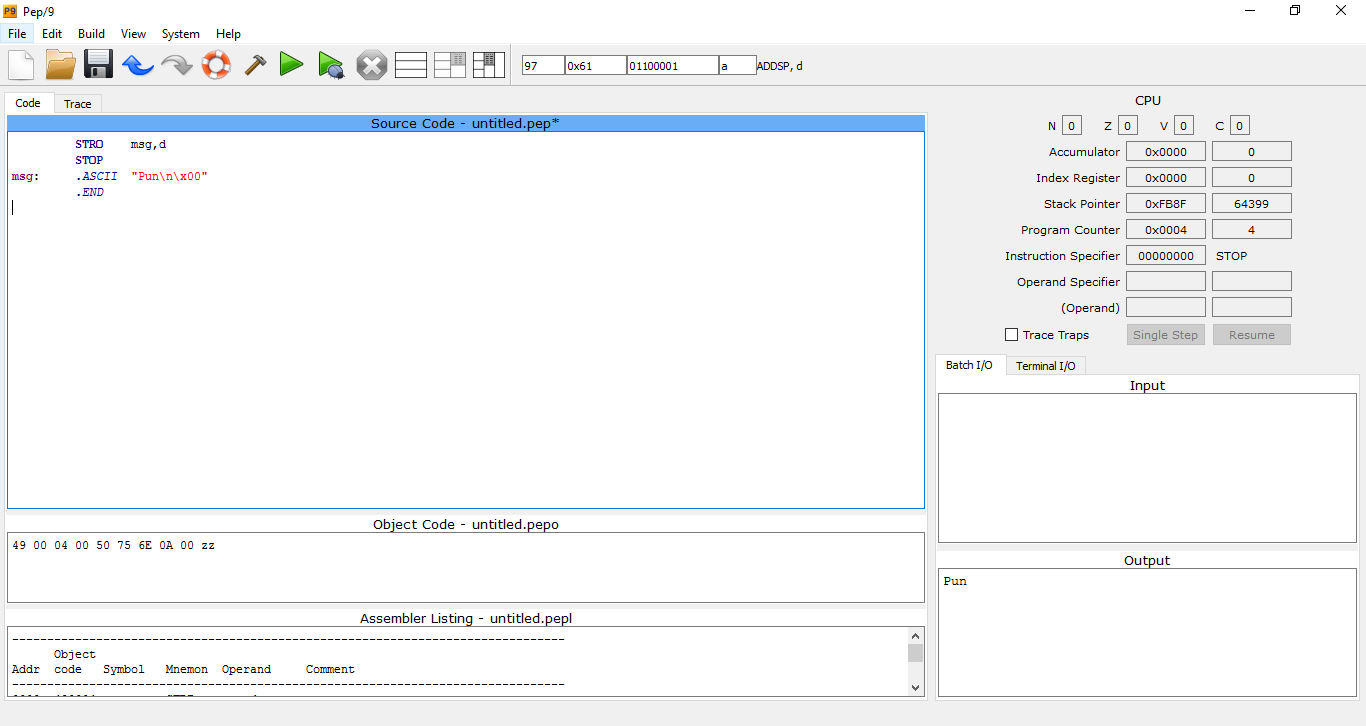 P9 Pep/9
File Edit Build View System Help
97 0x61 01100001 a ADDSP, d
Code Trace
Source Code - untitled.pep*
STRO msg,d
STOP
msg: .ASCII "Pun\n\x00"
.END
Object Code - untitled.pepo
49 00 04 00 50 75 6E 0A 00 zz
Assembler Listing - untitled.pepl
-------------------------------------------------------------------------------
Object
Addr code Symbol Mnemon Operand Comment
-------------------------------------------------------------------------------
CPU
N 0 Z 0 V 0 C 0
Accumulator 0x0000 0
Index Register 0x0000 0
Stack Pointer 0xFB8F 64399
Program Counter 0x0004 4
Instruction Specifier 00000000 STOP
Operand Specifier
(Operand)
Trace Traps Single Step Resume
Batch I/O Terminal I/O
Input
Output
Pun